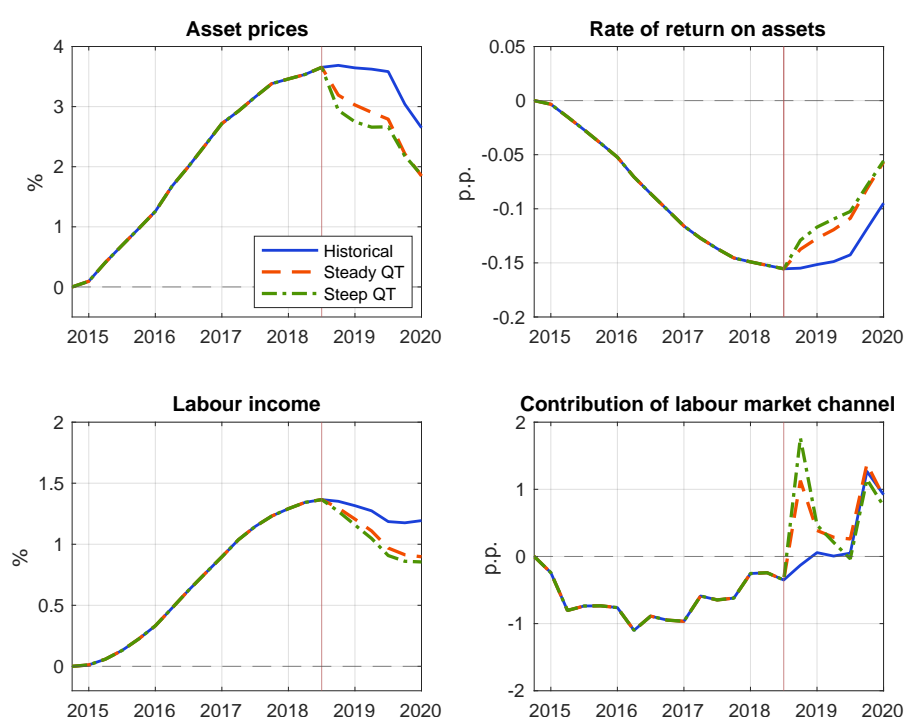 Asset prices
4
3
2
1
0
%
2015 2016 2017 2018 2019 2020
Historical
Steady QT
Steep QT
Rate of return on assets
0.05
0
-0.05
-0.1
-0.15
-0.2
p.p.
2015 2016 2017 2018 2019 2020
Labour income
2
1.5
1
0.5
0
%
2015 2016 2017 2018 2019 2020
Contribution of labour market channel
2
1
0
-1
-2
p.p.
2015 2016 2017 2018 2019 2020